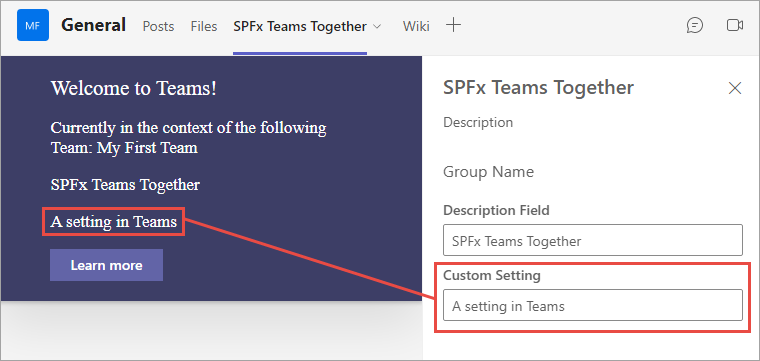 MF General Posts Files SPFx Teams Together Wiki
Welcome to Teams!
Currently in the context of the following
Team: My First Team
SPFx Teams Together
A setting in Teams
Learn more
SPFx Teams Together
Description
Group Name
Description Field
SPFx Teams Together
Custom Setting
A setting in Teams